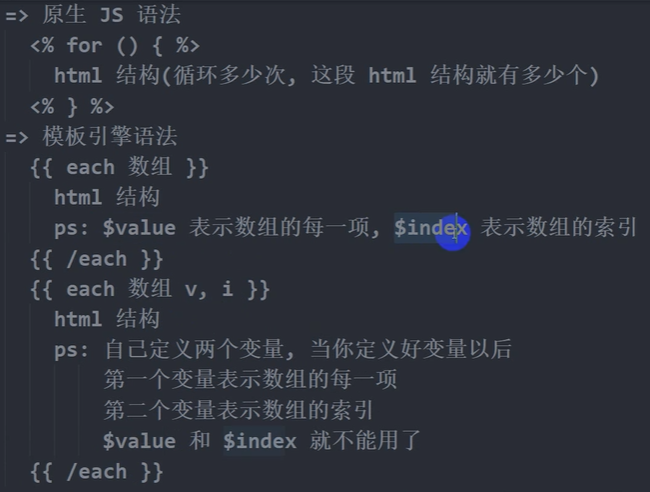 => 原生 JS 语法
<% for () { %>
html 结构(循环多少次, 这段 html 结构就有多少个)
<% } %>
=> 模板引擎语法
{{ each 数组 }}
html 结构
ps: $value 表示数组的每一项, $index 表示数组的索引
{{ /each }}
{{ each 数组 v, i }}
html 结构
ps: 自己定义两个变量, 当你定义好变量以后
第一个变量表示数组的每一项
第二个变量表示数组的索引
$value 和 $index 就不能用了
{{ /each }}